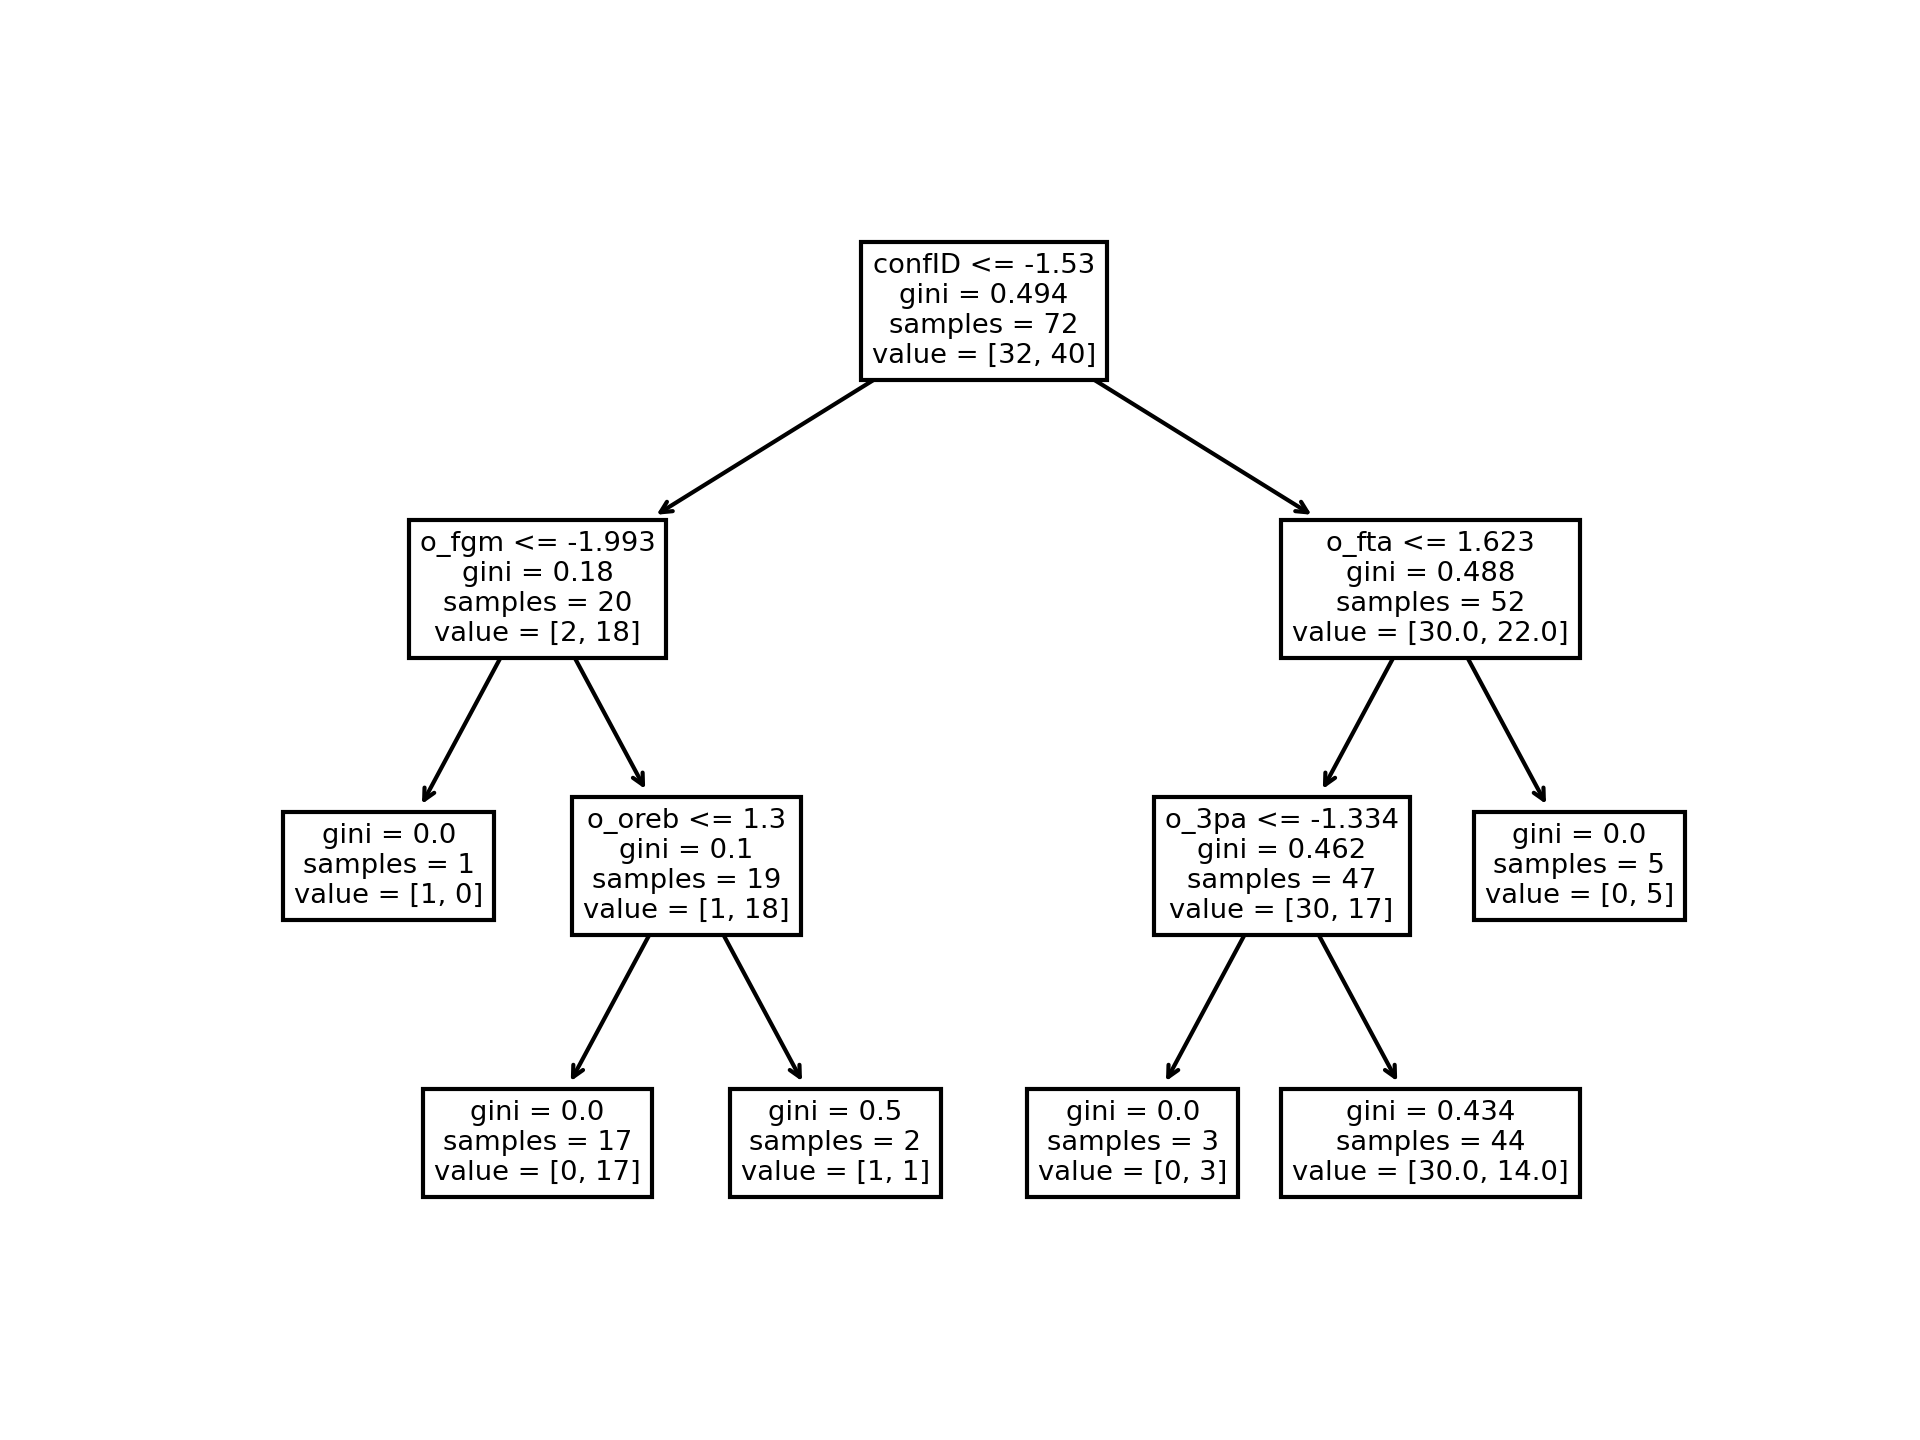 confID <= -1.53
gini = 0.494
samples = 72
value = [32, 40]
o_fgm <= -1.993
gini = 0.18
samples = 20
value = [2, 18]
o_fta <= 1.623
gini = 0.488
samples = 52
value = [30.0, 22.0]
gini = 0.0
samples = 1
value = [1, 0]
o_oreb <= 1.3
gini = 0.1
samples = 19
value = [1, 18]
o_3pa <= -1.334
gini = 0.462
samples = 47
value = [30, 17]
gini = 0.0
samples = 5
value = [0, 5]
gini = 0.0
samples = 17
value = [0, 17]
gini = 0.5
samples = 2
value = [1, 1]
gini = 0.0
samples = 3
value = [0, 3]
gini = 0.434
samples = 44
value = [30.0, 14.0]